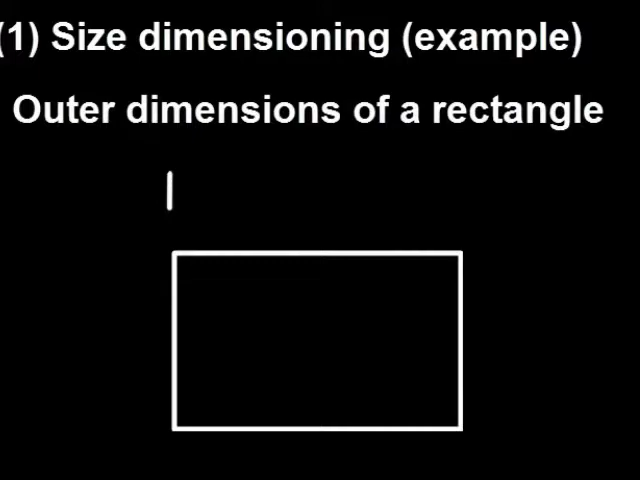 (1) Size dimensioning (example)
Outer dimensions of a rectangle